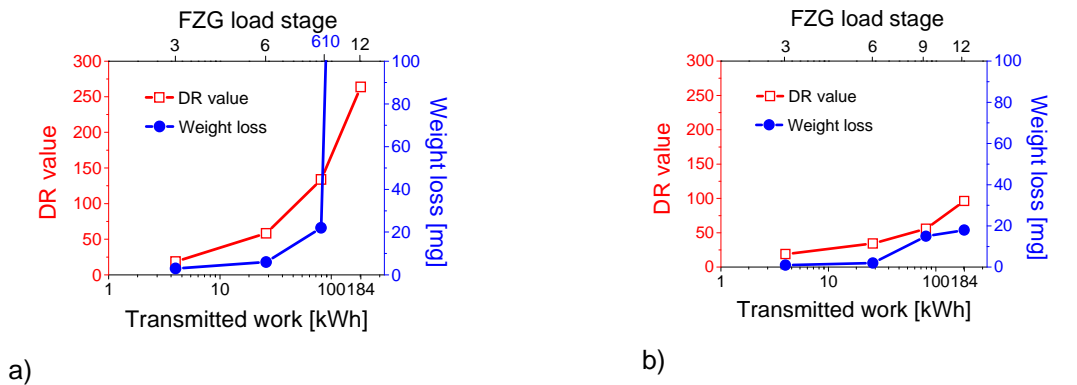 FZG load stage
3 6 610 12
300
250
200
150
100
50
0
DR value
DR value
Weight loss
100
80
60
40
20
0
Weight loss [mg]
1 10 100184
Transmitted work [kWh]
a)
FZG load stage
3 6 9 12
300
250
200
150
100
50
0
DR value
DR value
Weight loss
100
80
60
40
20
0
Weight loss [mg]
1 10 100184
Transmitted work [kWh]
b)